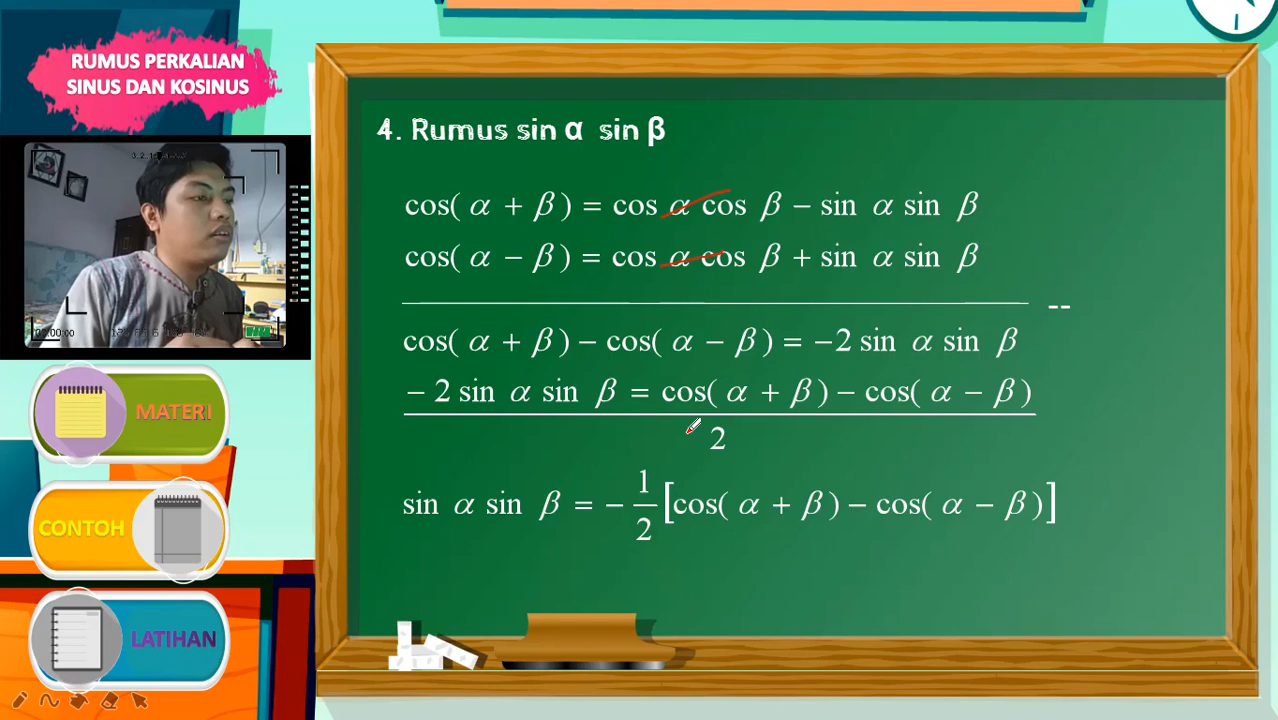 RUMUS PERKALIAN
SINUS DAN KOSINUS
4. Rumus sin α sin β
cos( α + β ) = cos α cos β − sin α sin β
cos( α − β ) = cos α cos β + sin α sin β
--
cos( α + β ) − cos( α − β ) = −2 sin α sin β
− 2 sin α sin β = cos( α + β ) − cos( α − β )
2
sin α sin β = − 1/2 [cos( α + β ) − cos( α − β )]
MATERI
CONTOH
LATIHAN